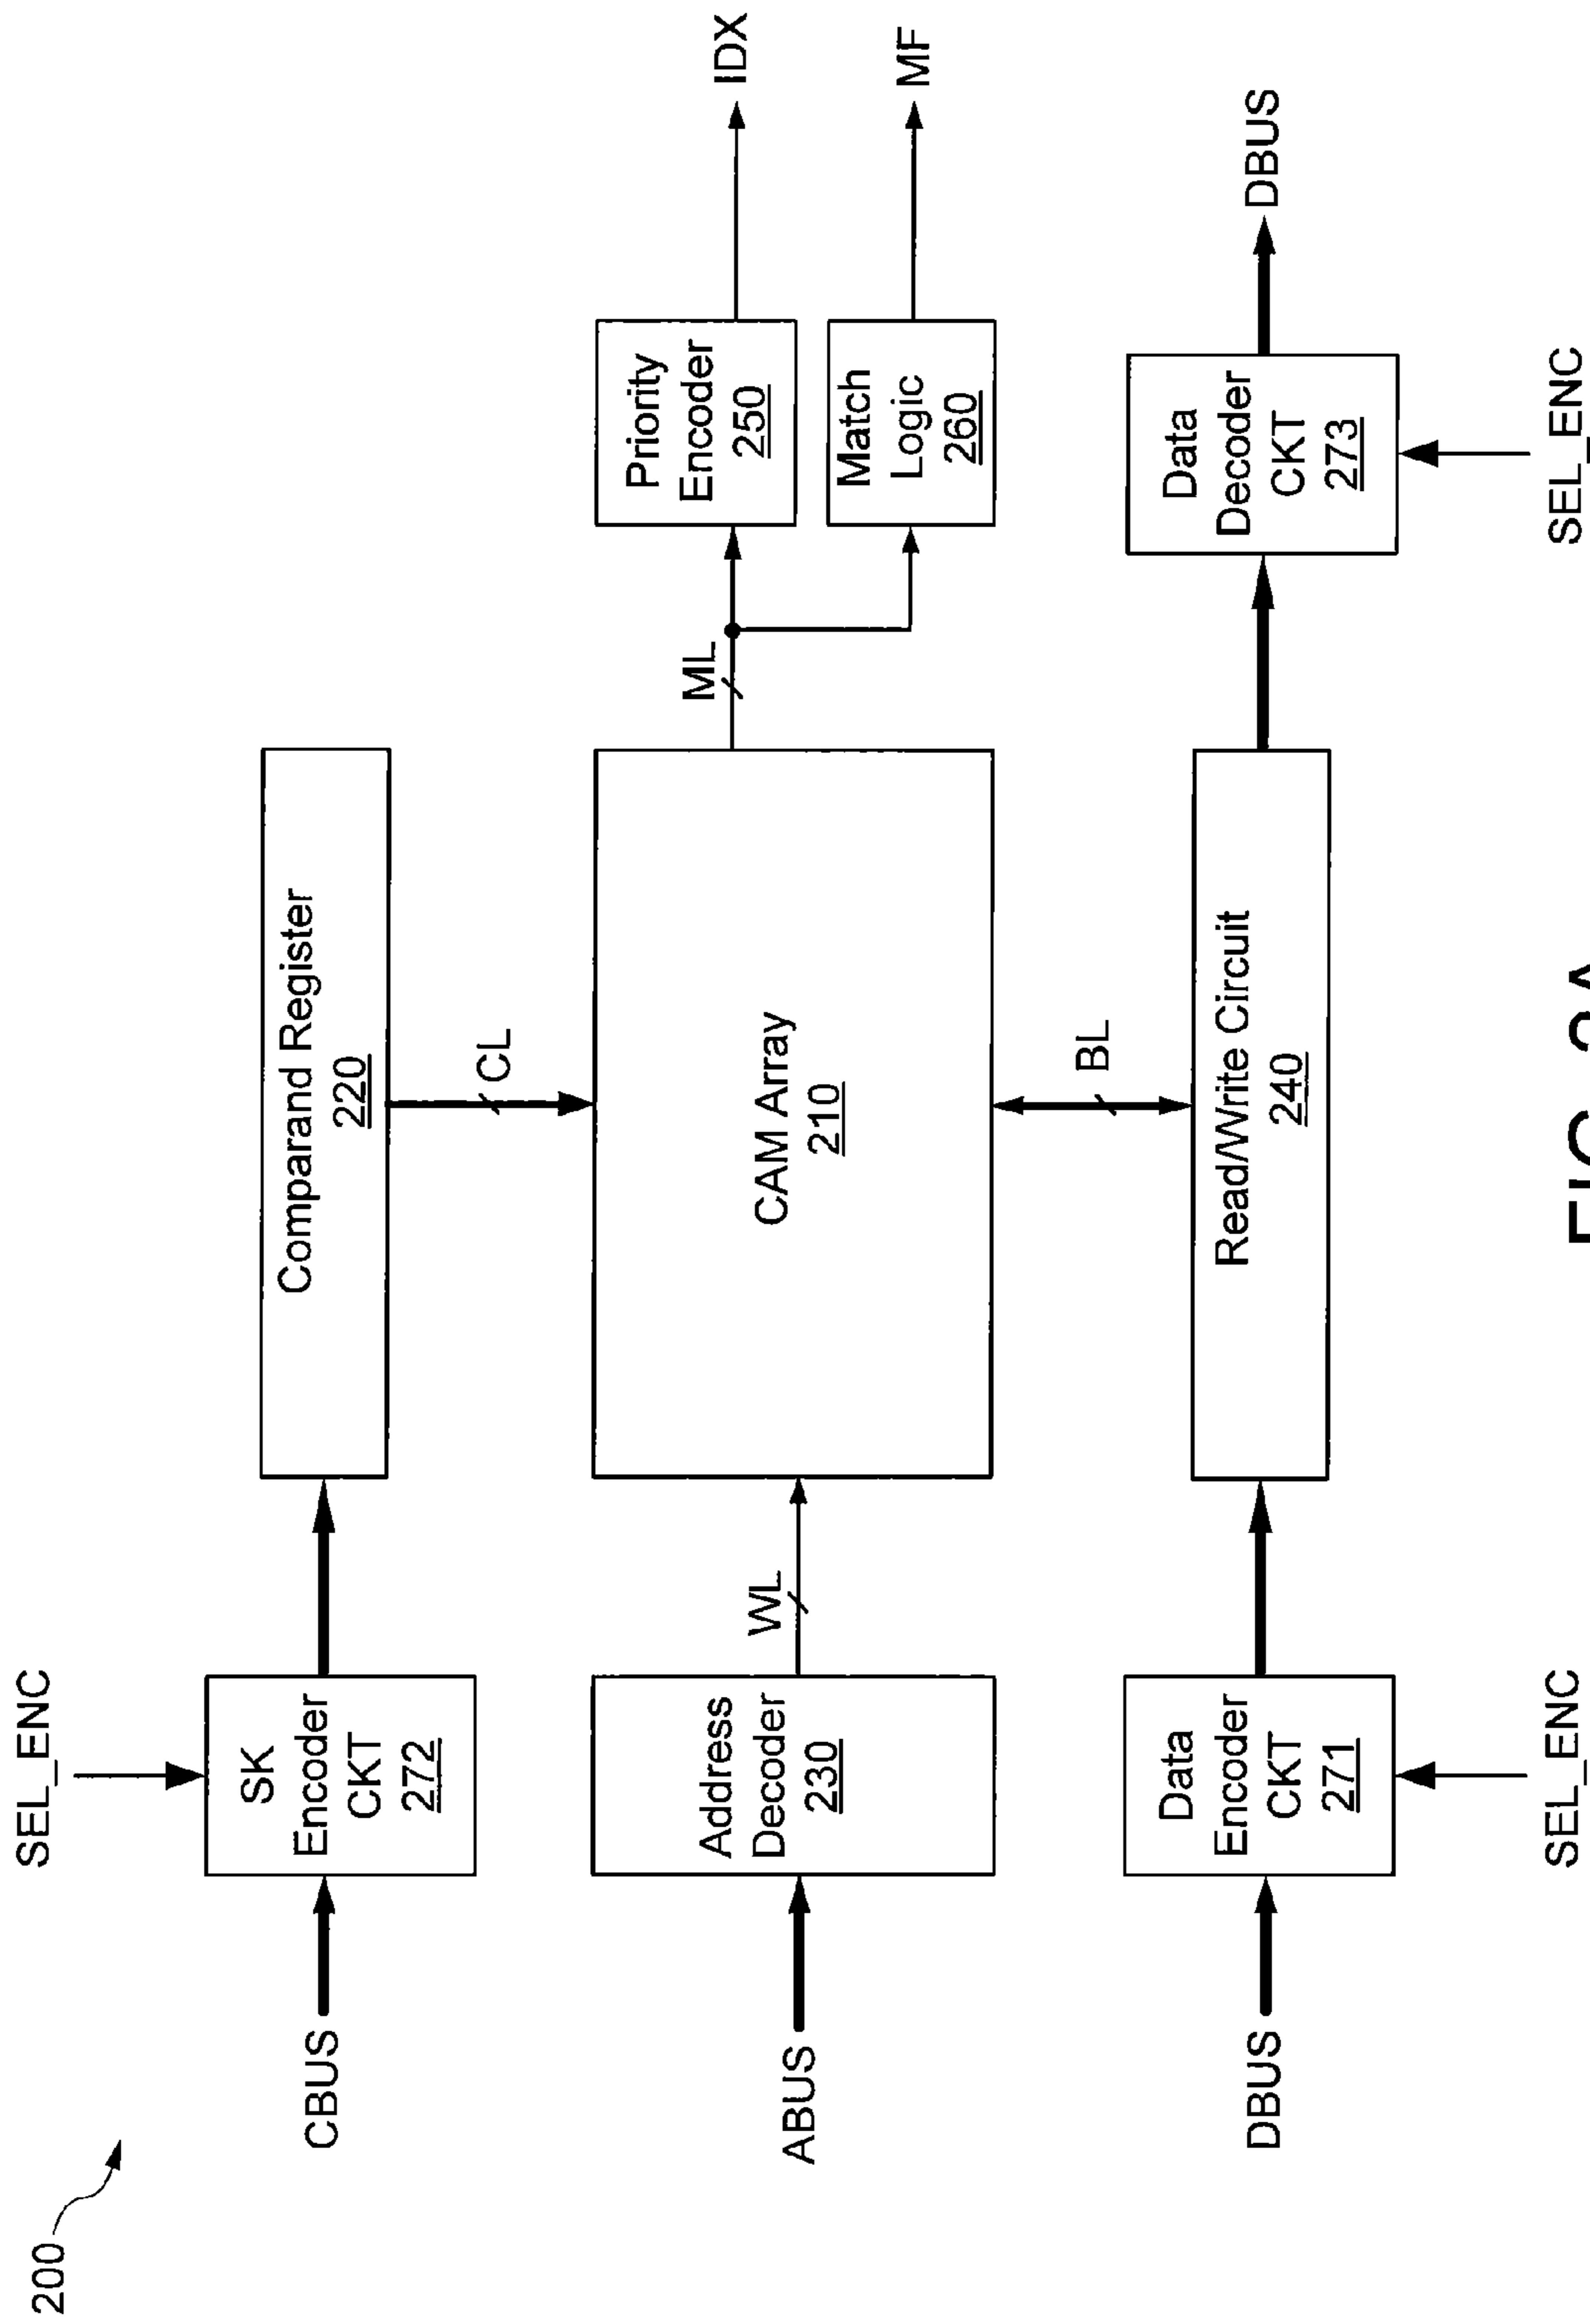 200
SEL_ENC
CBUS
SK
Encoder
CKT
272
Comparand Register
220
CL
ABUS
Address
Decoder
230
WL
CAM Array
210
ML
Priority
Encoder
250
IDX
Match
Logic
260
MF
BL
DBUS
Data
Encoder
CKT
271
SEL_ENC
Read/Write Circuit
240
Data
Decoder
CKT
273
DBUS
SEL_ENC